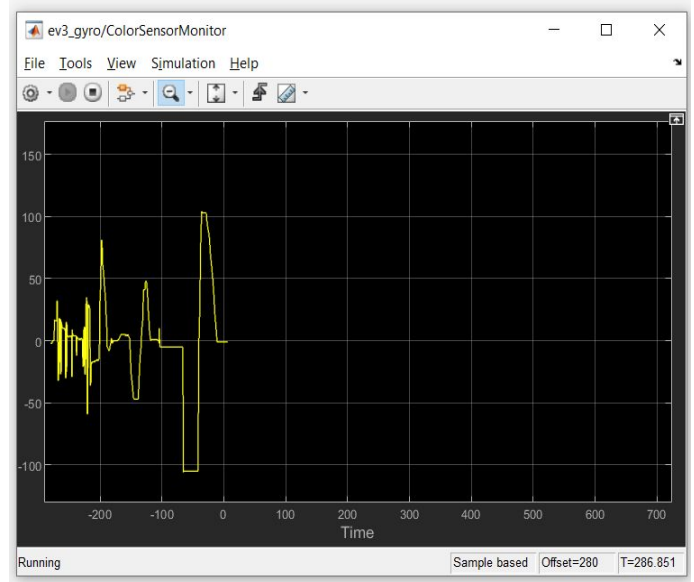 ev3_gyro/ColorSensorMonitor
File Tools View Simulation Help
150
100
50
0
-50
-100
-200 -100 0 100 200 300 400 500 600 700
Time
Running Sample based Offset=280 T=286.851